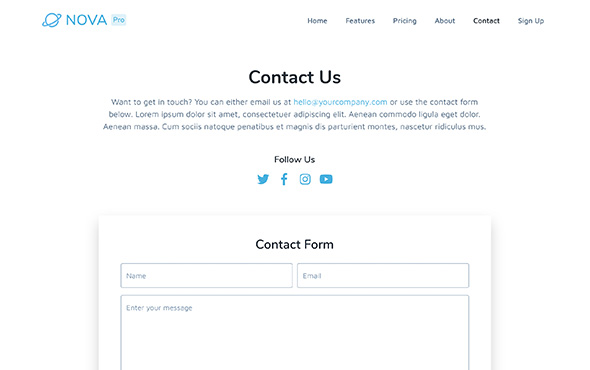 NOVA Pro
Home Features Pricing About Contact Sign Up
Contact Us
Want to get in touch? You can either email us at hello@yourcompany.com or use the contact form
below. Lorem ipsum dolor sit amet, consectetuer adipiscing elit. Aenean commodo ligula eget dolor.
Aenean massa. Cum sociis natoque penatibus et magnis dis parturient montes, nascetur ridiculus mus.
Follow Us
Contact Form
Name Email
Enter your message